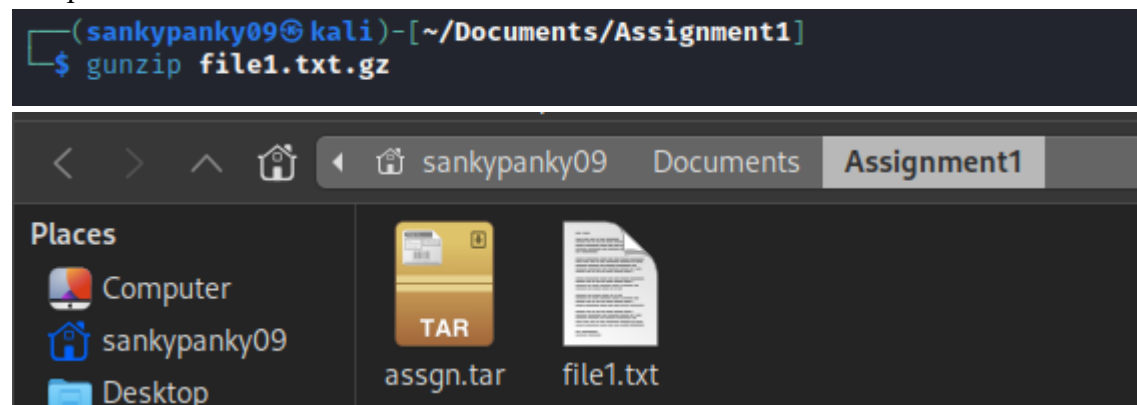 (sankypanky09㉿kali)-[~/Documents/Assignment1]
$ gunzip file1.txt.gz
sankypanky09 Documents Assignment1
Places
Computer
sankypanky09
Desktop
TAR
assgn.tar file1.txt